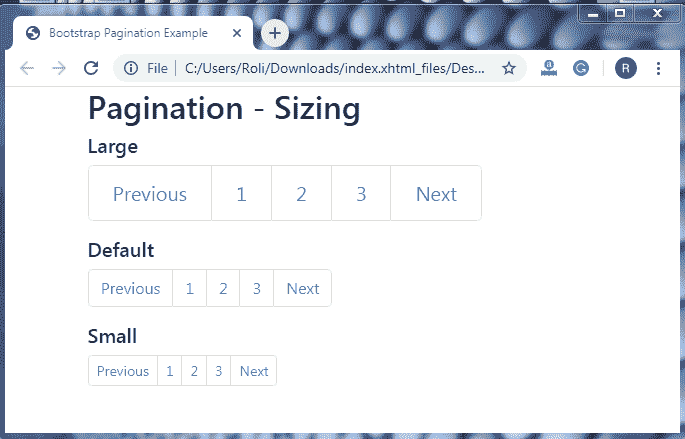 Bootstrap Pagination Example
File C:/Users/Roli/Downloads/index.xhtml_files/Des... R
Pagination - Sizing
Large
Previous 1 2 3 Next
Default
Previous 1 2 3 Next
Small
Previous 1 2 3 Next